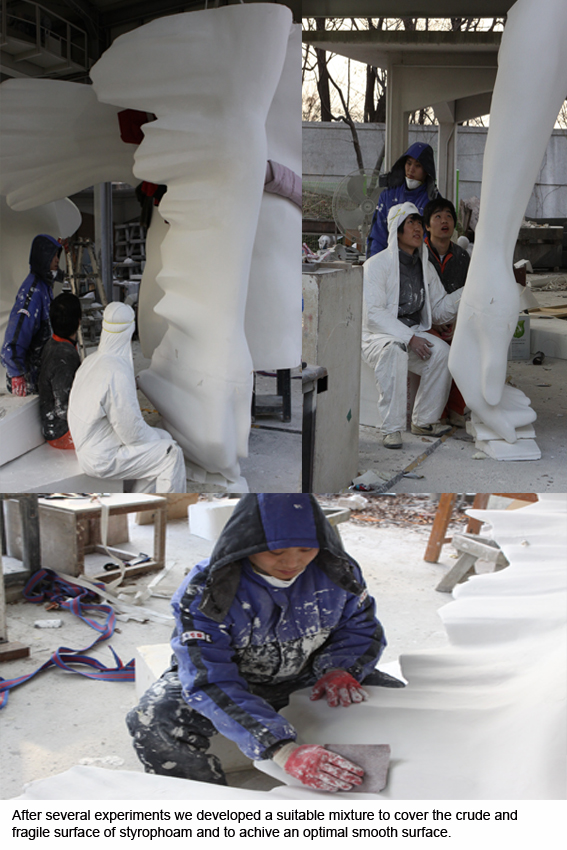 After several experiments we developed a suitable mixture to cover the crude and
fragile surface of styrophoam and to achive an optimal smooth surface.